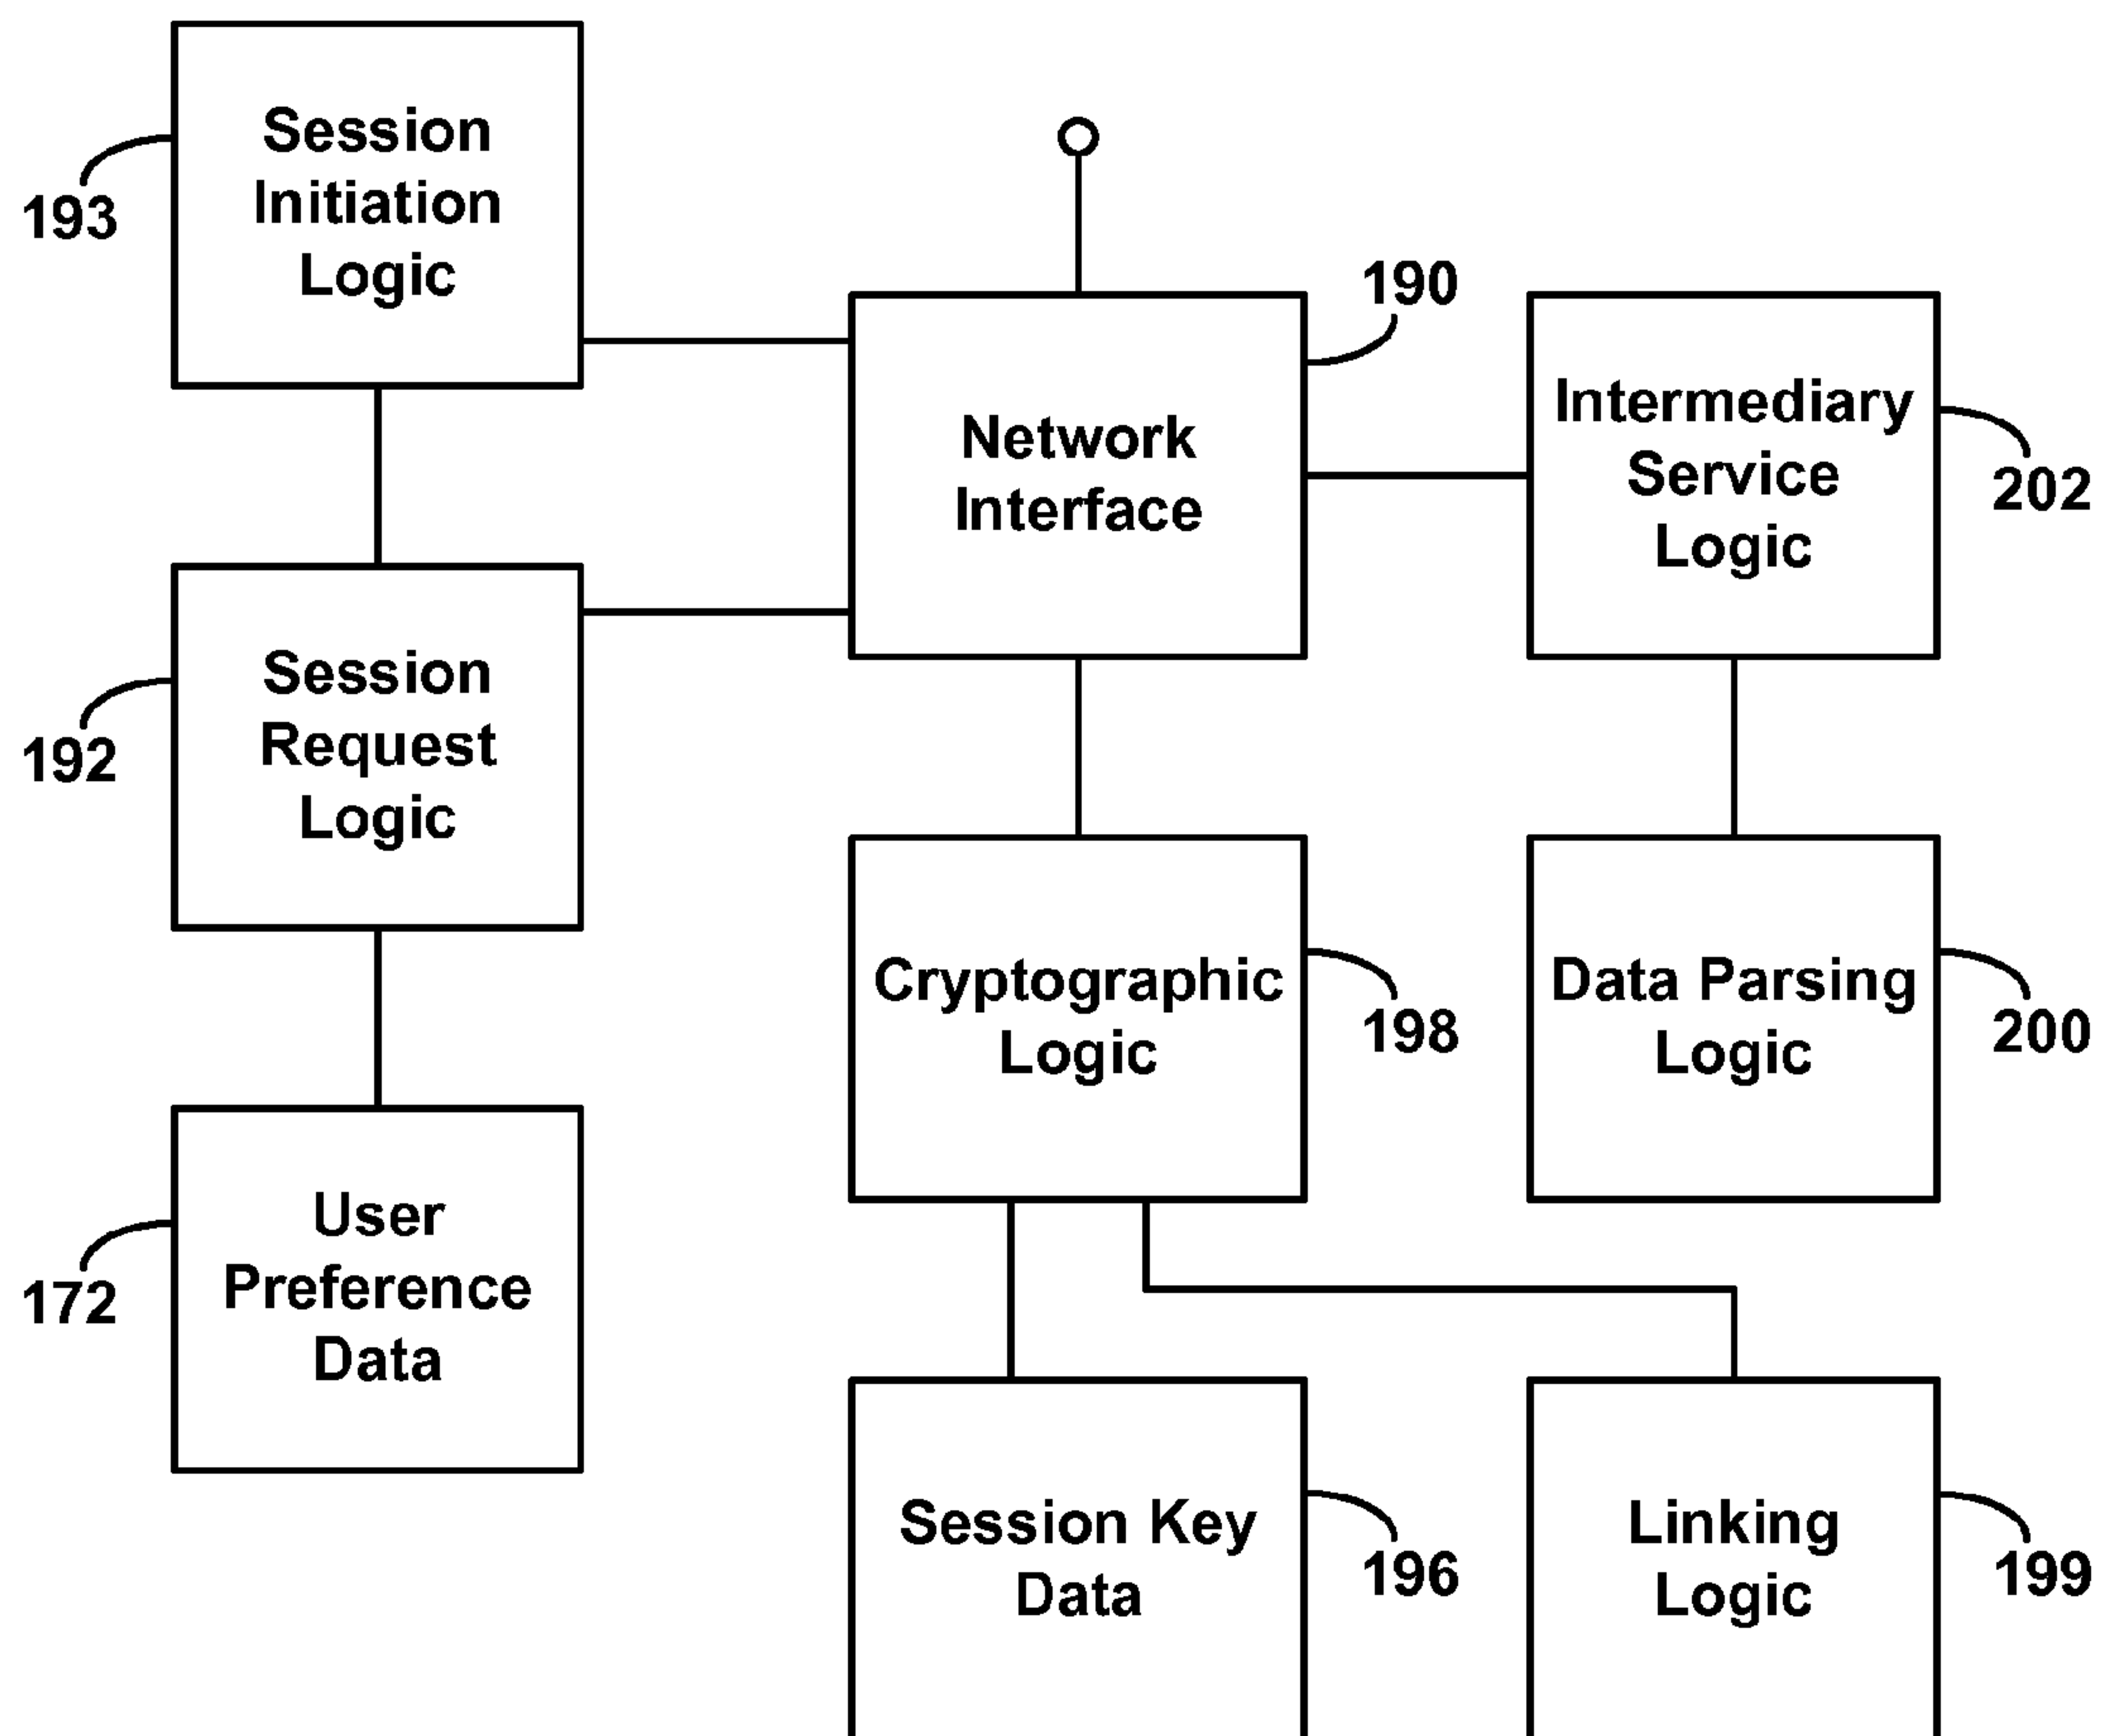 Session
Initiation
Logic
193
190
Network
Interface
Intermediary
Service
Logic
202
Session
Request
Logic
192
Cryptographic
Logic
198
Data Parsing
Logic
200
User
Preference
Data
172
Session Key
Data
196
Linking
Logic
199